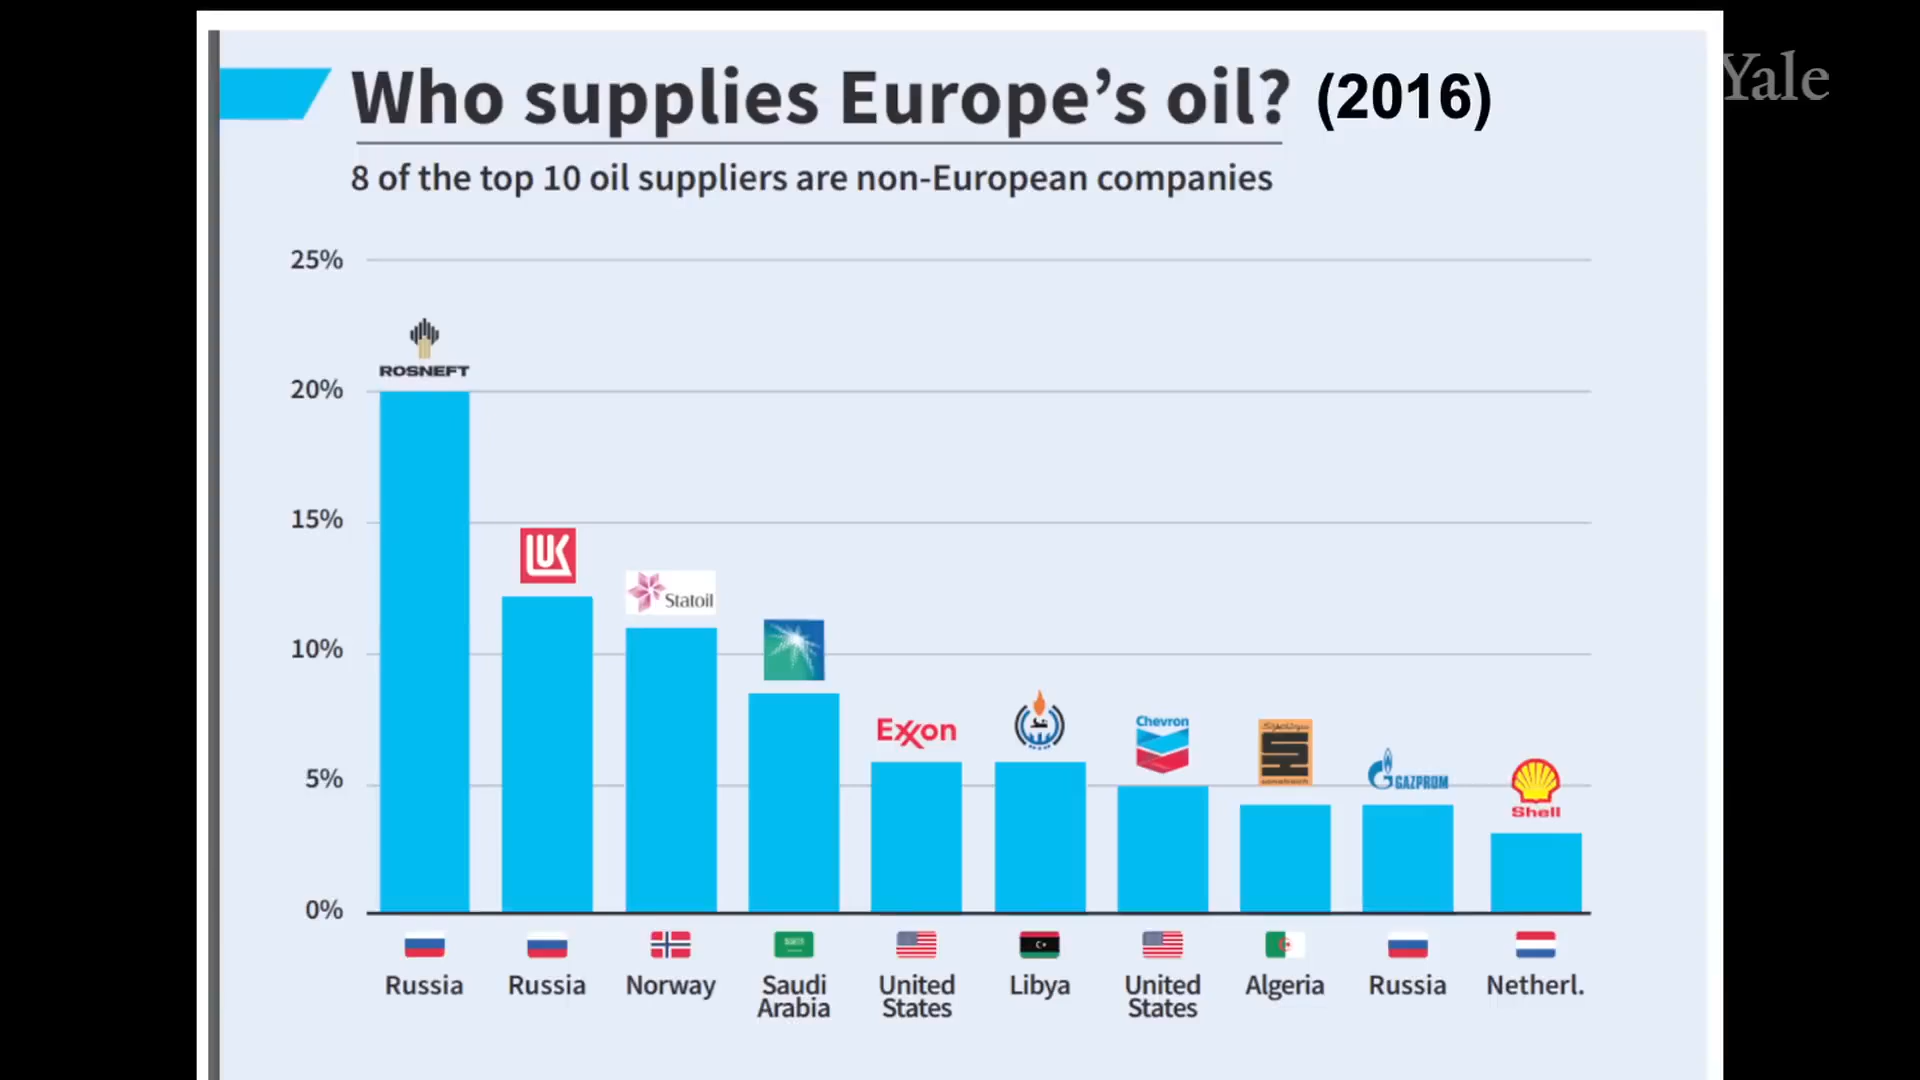 Who supplies Europe's oil? (2016)
Yale
8 of the top 10 oil suppliers are non-European companies
25%
20%
15%
10%
5%
0%
ROSNEFT
LUK
Statoil
Exxon
Chevron
GAZPROM
Shell
Russia
Russia
Norway
Saudi
Arabia
United
States
Libya
United
States
Algeria
Russia
Netherl.